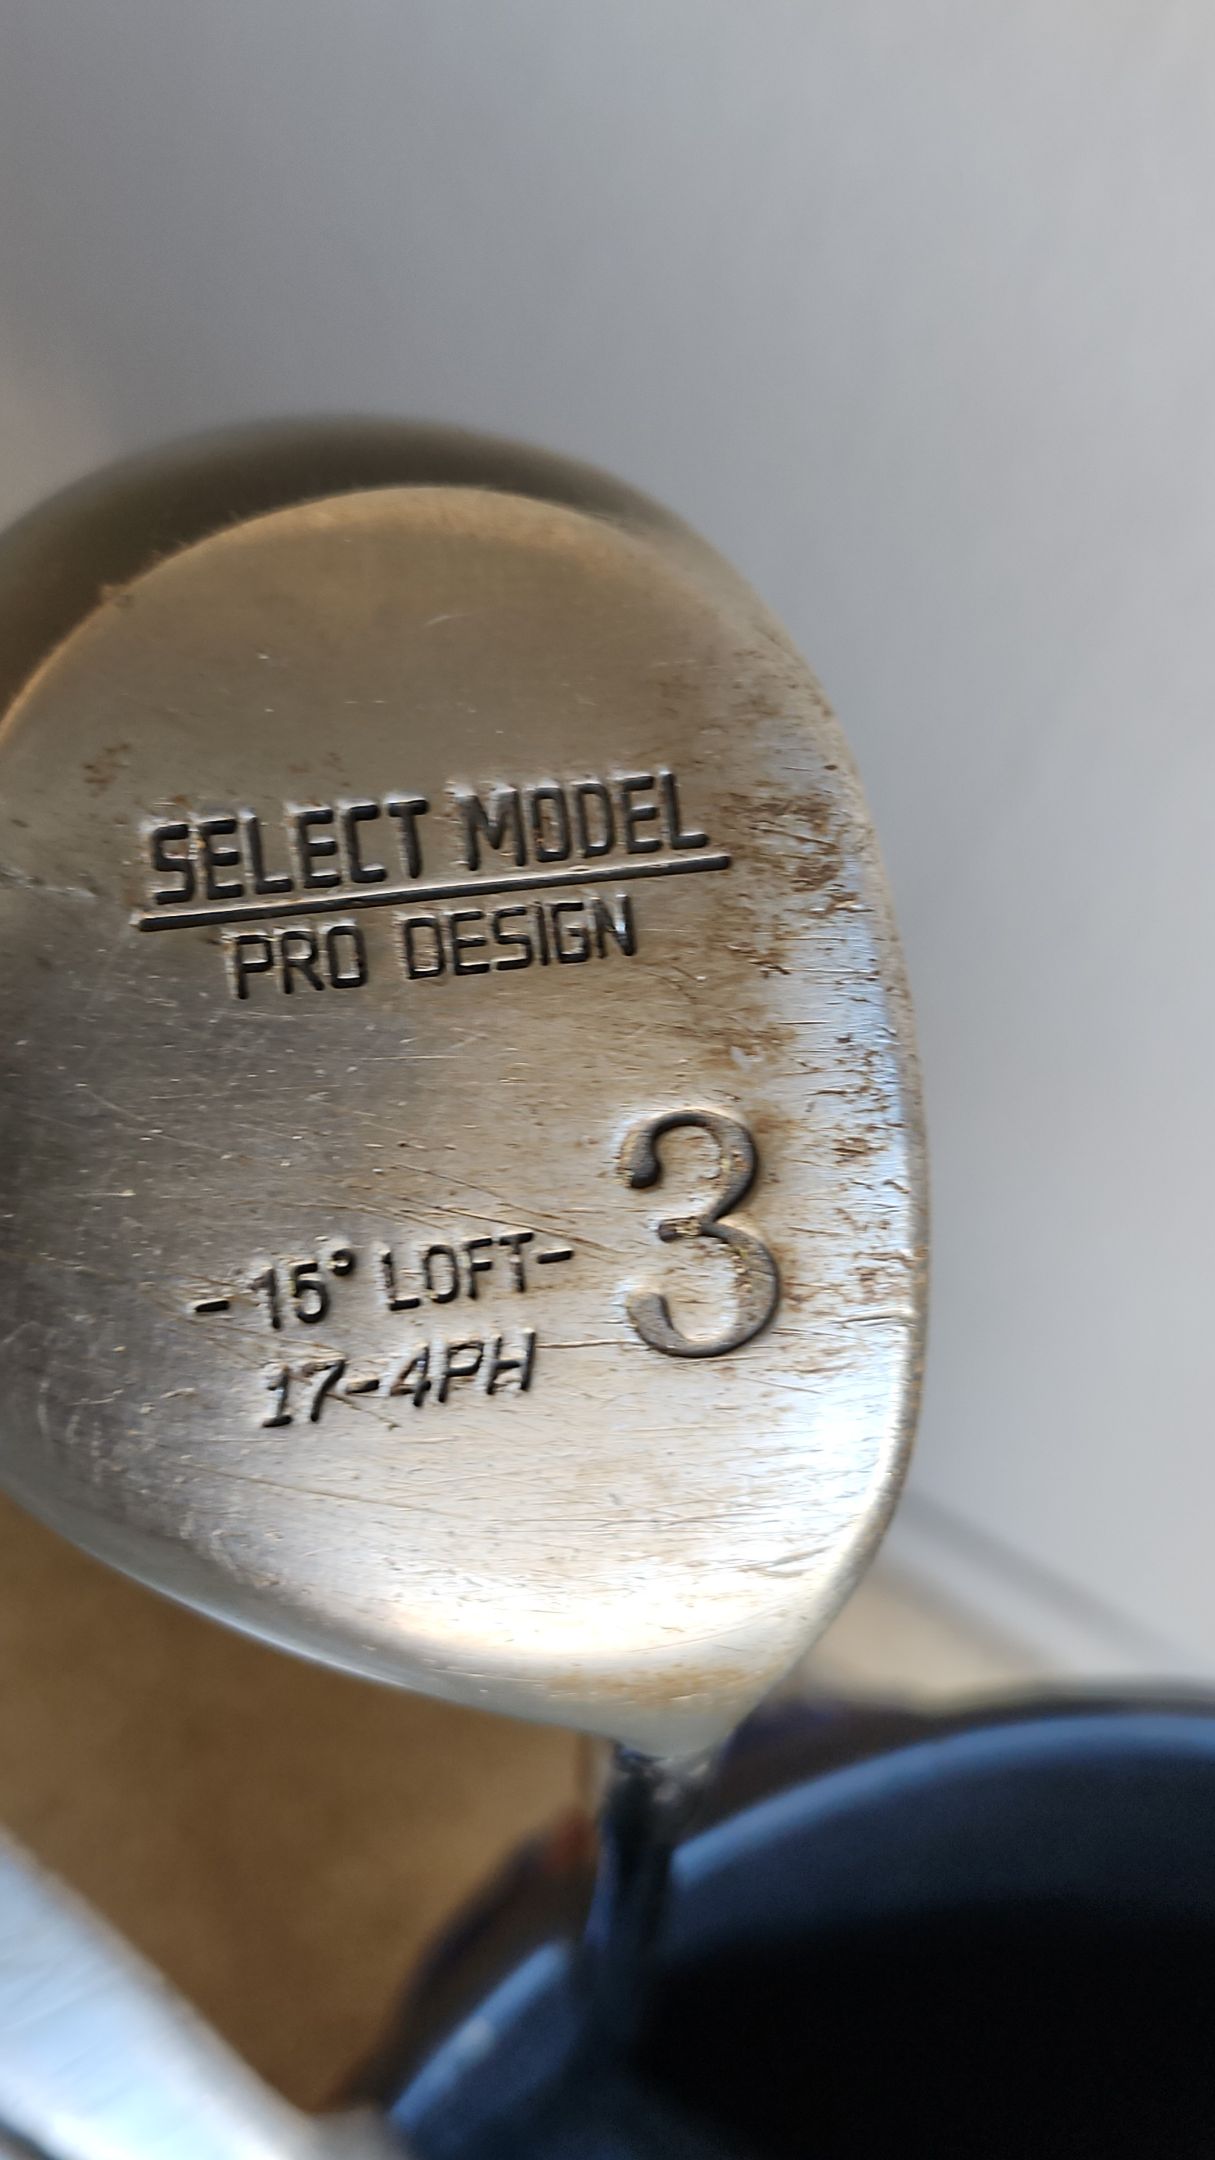 SELECT MODEL
PRO DESIGN
3
-15° LOFT-
17-4PH